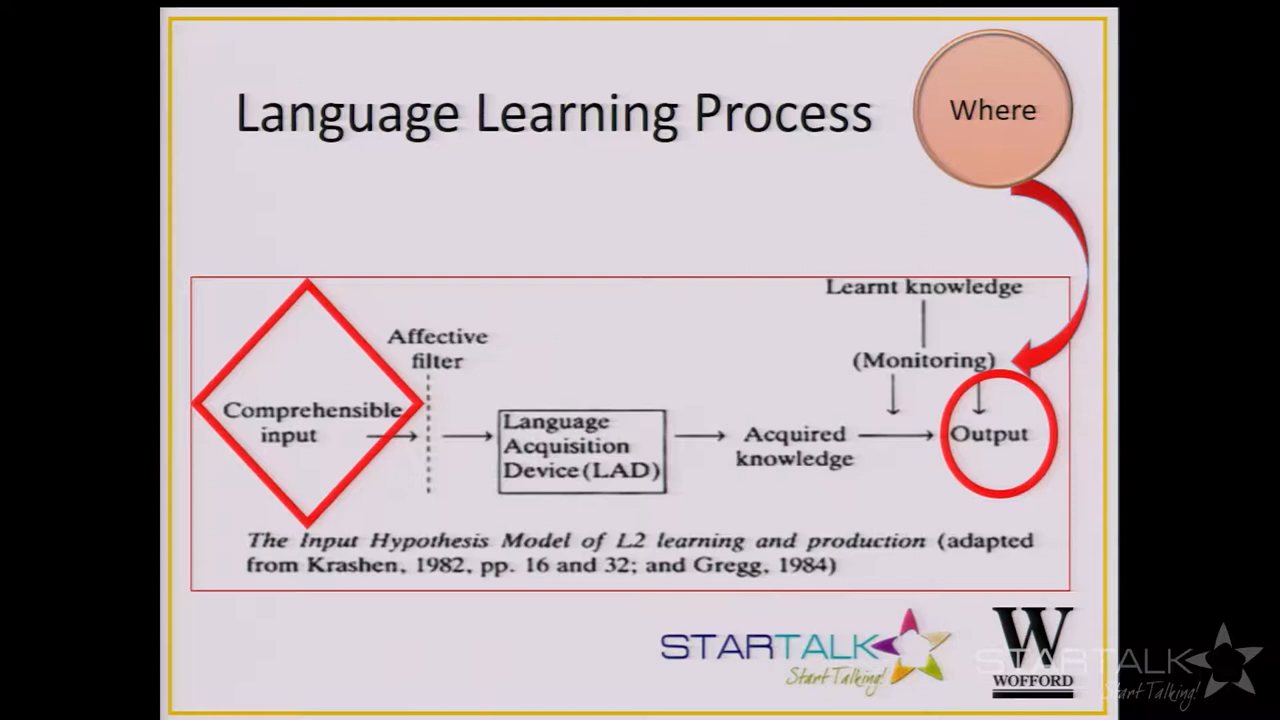 Language Learning Process
Where
Learnt knowledge
Affective
filter
(Monitoring)
Comprehensible
input
Language
Acquisition
Device (LAD)
Acquired
knowledge
Output
The Input Hypothesis Model of L2 learning and production (adapted
from Krashen, 1982, pp. 16 and 32; and Gregg, 1984)
STARTALK
Start Talking!
W
WOFFORD
STARTALK
Start Talking!